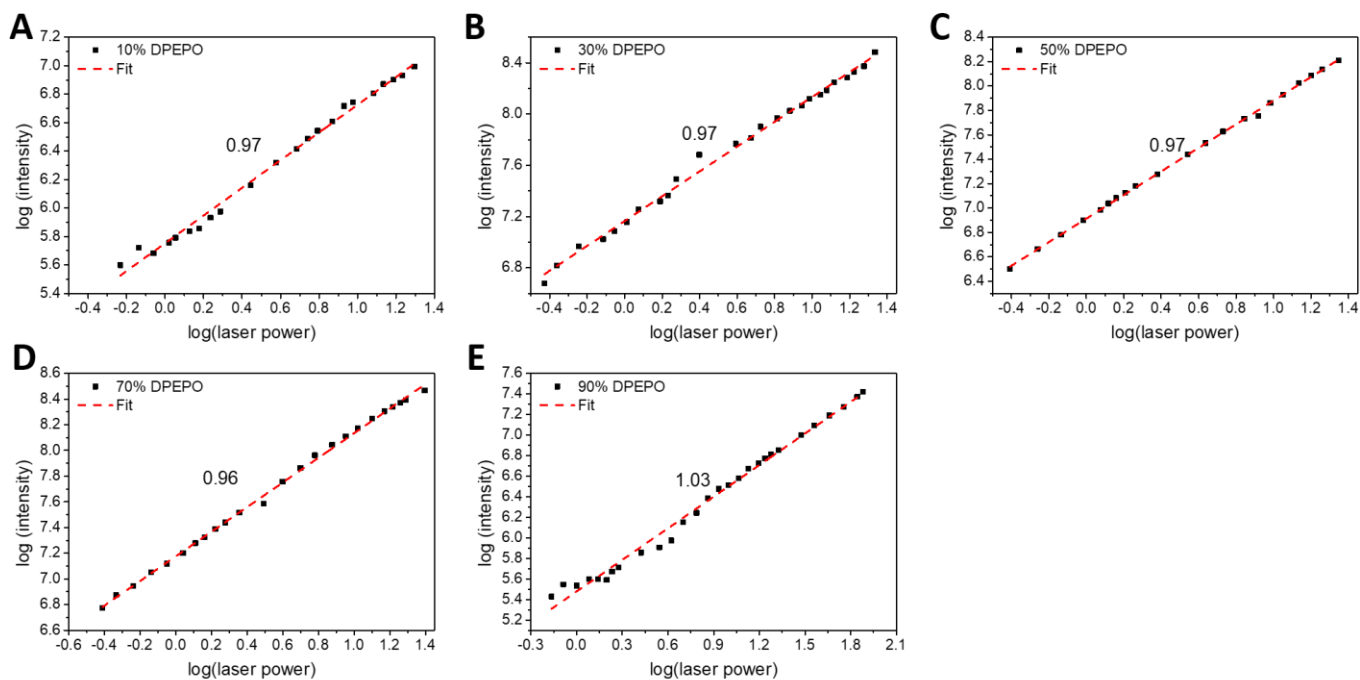 A
10% DPEPO
Fit
0.97
7.2
7.0
6.8
6.6
6.4
6.2
6.0
5.8
5.6
5.4
log (intensity)
-0.4 -0.2 0.0 0.2 0.4 0.6 0.8 1.0 1.2 1.4
log(laser power)
B
30% DPEPO
Fit
0.97
8.4
8.0
7.6
7.2
6.8
log (intensity)
-0.4 -0.2 0.0 0.2 0.4 0.6 0.8 1.0 1.2 1.4
log(laser power)
C
50% DPEPO
Fit
0.97
8.4
8.2
8.0
7.8
7.6
7.4
7.2
7.0
6.8
6.6
6.4
log (intensity)
-0.4 -0.2 0.0 0.2 0.4 0.6 0.8 1.0 1.2 1.4
log(laser power)
D
70% DPEPO
Fit
0.96
8.6
8.4
8.2
8.0
7.8
7.6
7.4
7.2
7.0
6.8
6.6
log (intensity)
-0.6 -0.4 -0.2 0.0 0.2 0.4 0.6 0.8 1.0 1.2 1.4
log(laser power)
E
90% DPEPO
Fit
1.03
7.6
7.4
7.2
7.0
6.8
6.6
6.4
6.2
6.0
5.8
5.6
5.4
5.2
log (intensity)
-0.3 0.0 0.3 0.6 0.9 1.2 1.5 1.8 2.1
log(laser power)